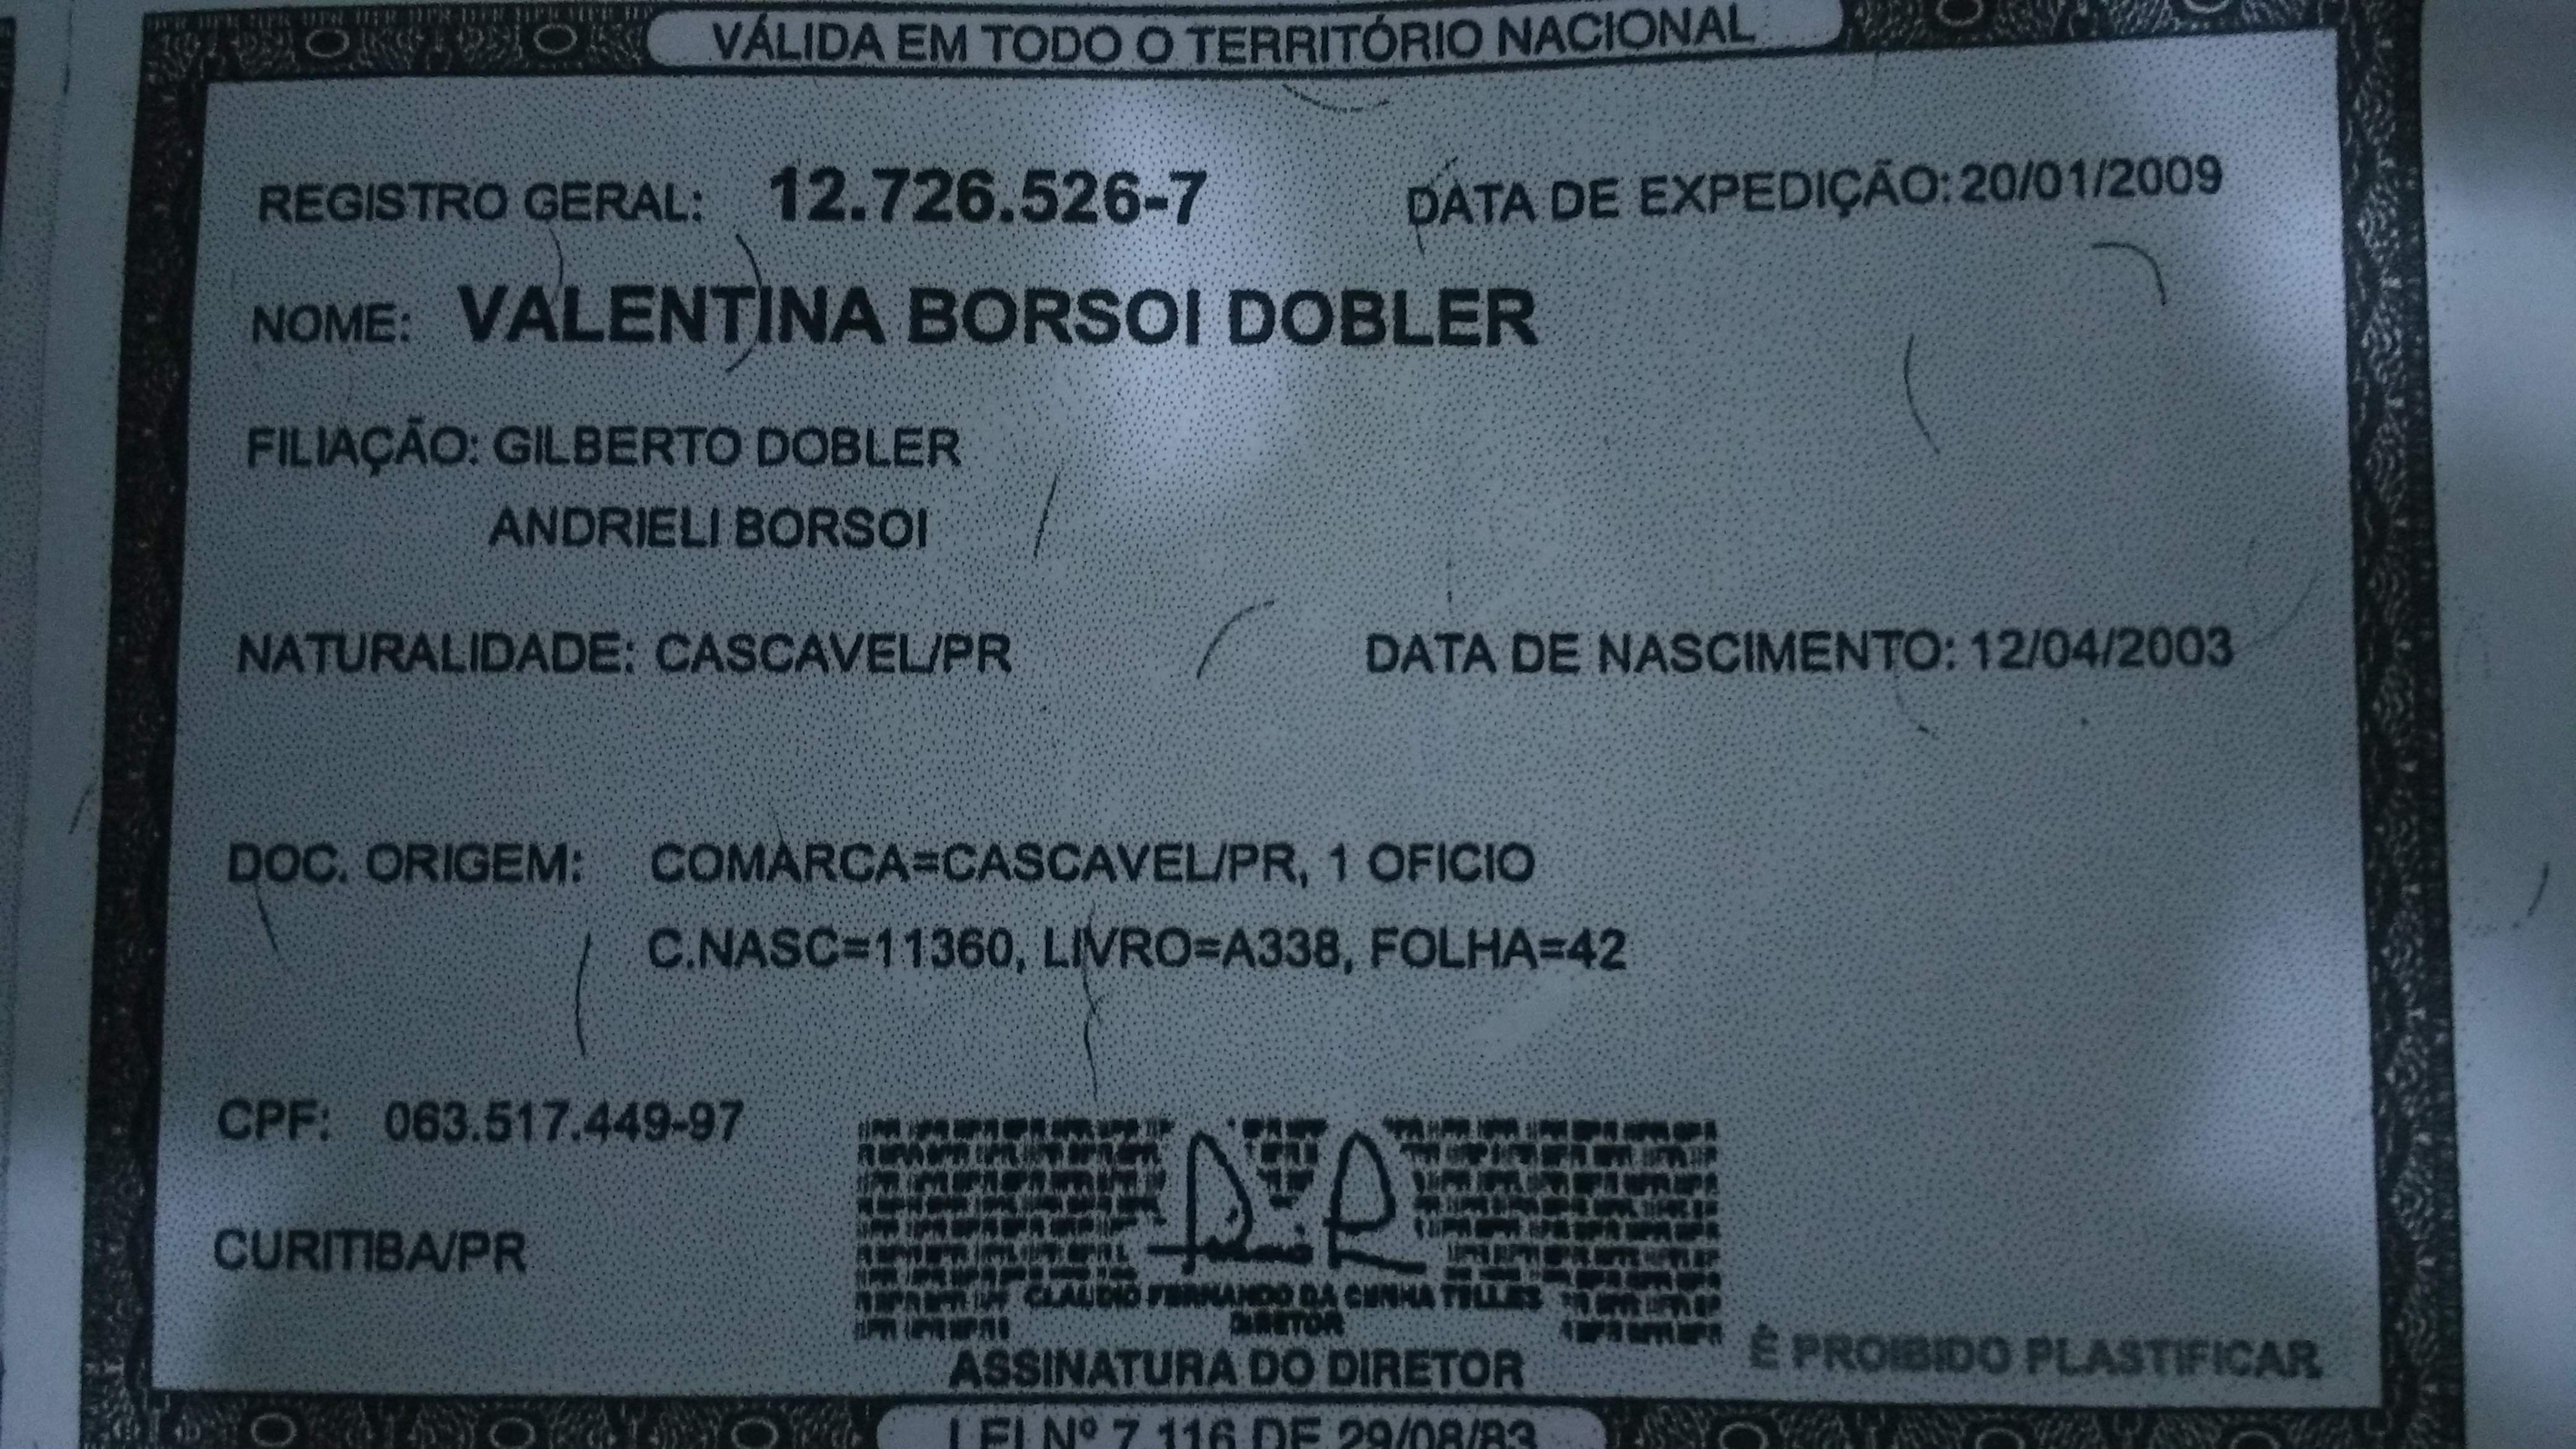 VÁLIDA EM TODO O TERRITÓRIO NACIONAL
REGISTRO GERAL: 12.726.526-7 DATA DE EXPEDIÇÃO: 20/01/2009
NOME: VALENTINA BORSOI DOBLER
FILIAÇÃO: GILBERTO DOBLER
ANDRIELI BORSOI
NATURALIDADE: CASCAVEL/PR DATA DE NASCIMENTO: 12/04/2003
DOC. ORIGEM: COMARCA=CASCAVEL/PR, 1 OFICIO
C.NASC=11360, LIVRO=A338, FOLHA=42
CPF: 063.517.449-97
CURITIBA/PR
CLAUDIO FERNANDO DA CUNHA TELLES
DIRETOR
ASSINATURA DO DIRETOR
É PROIBIDO PLASTIFICAR
LEI Nº 7.116 DE 29/08/83